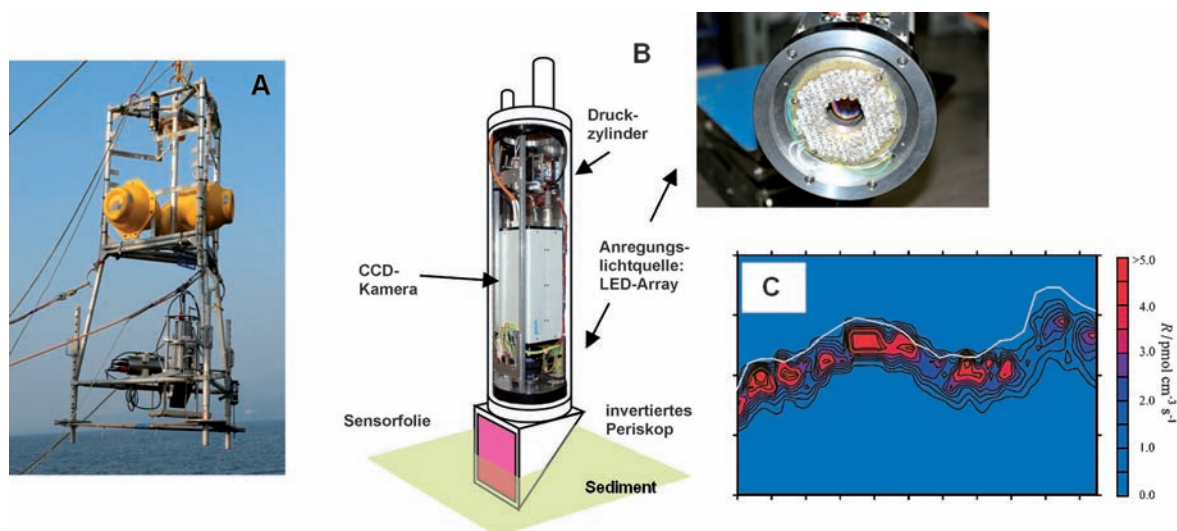 A
B
Druck-
zylinder
Anregungs-
lichtquelle:
LED-Array
CCD-
Kamera
Sensorfolie
invertiertes
Periskop
Sediment
C
>5.0
4.0
3.0
2.0
1.0
0.0
R/pmol cm⁻³ s⁻¹